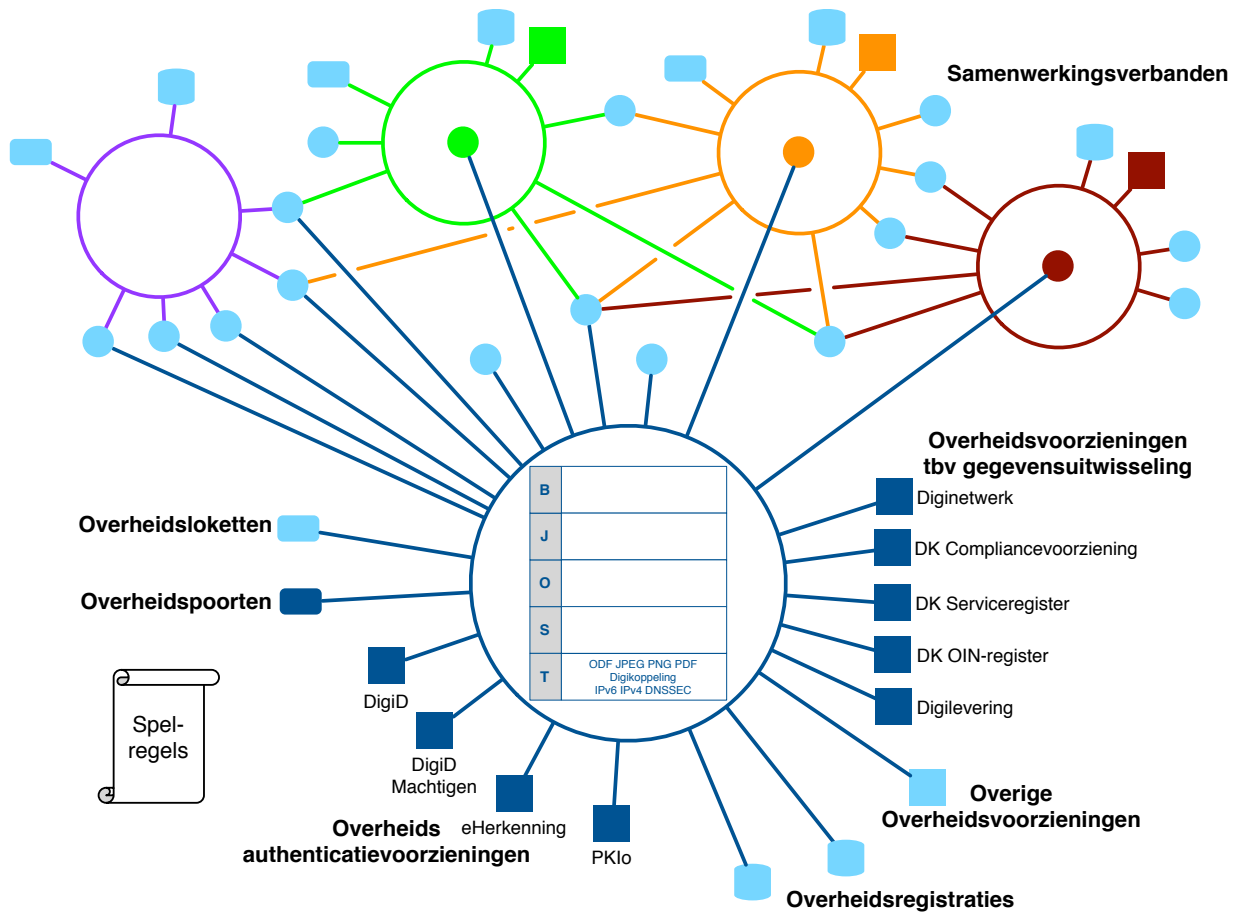 Samenwerkingsverbanden
Overheidsvoorzieningen
tbv gegevensuitwisseling
Diginetwerk
DK Compliancevoorziening
DK Serviceregister
DK OIN-register
Digilevering
Overheidsloketten
Overheidspoorten
B
J
O
S
T
ODF JPEG PNG PDF
Digikoppeling
IPv6 IPv4 DNSSEC
Spel-
regels
DigiD
DigiD
Machtigen
eHerkenning
PKIo
Overheids
authenticatievoorzieningen
Overige
Overheidsvoorzieningen
Overheidsregistraties